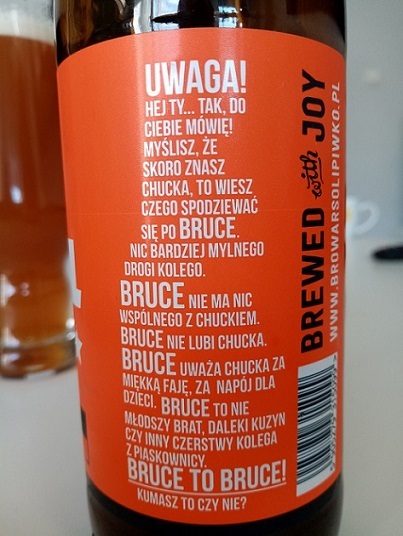 UWAGA!
HEJ TY... TAK, DO
CIEBIE MÓWIĘ!
MYŚLISZ, ŻE
SKORO ZNASZ
CHUCKA, TO WIESZ
CZEGO SPODZIEWAĆ
SIĘ PO BRUCE.
NIC BARDZIEJ MYLNEGO
DROGI KOLEGO.
BRUCE NIE MA NIC
WSPÓLNEGO Z CHUCKIEM.
BRUCE NIE LUBI CHUCKA.
BRUCE UWAŻA CHUCKA ZA
MIĘKKĄ FAJĘ, ZA NAPÓJ DLA
DZIECI. BRUCE TO NIE
MŁODSZY BRAT, DALEKI KUZYN
CZY INNY CZERSTWY KOLEGA
Z PIASKOWNICY.
BRUCE TO BRUCE!
KUMASZ TO CZY NIE?
BREWED with JOY
WWW.BROWARSOLIPIWKO.PL